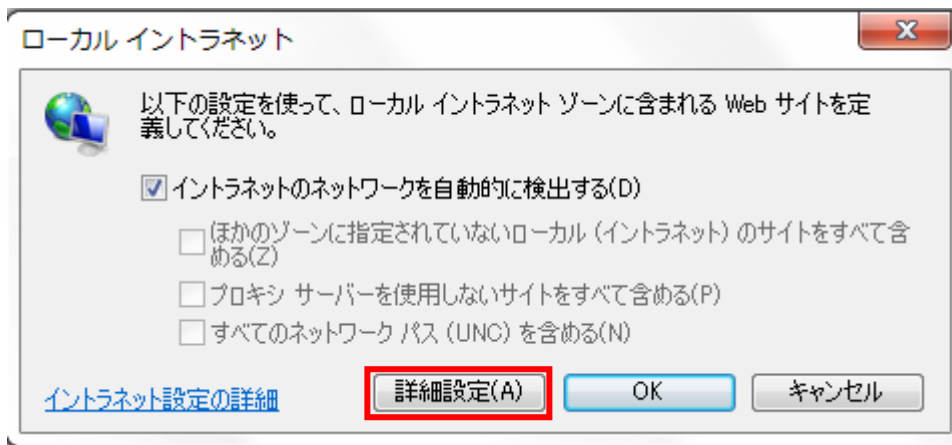 ローカル イントラネット
以下の設定を使って、ローカル イントラネット ゾーンに含まれる Web サイトを定
義してください。
イントラネットのネットワークを自動的に検出する(D)
ほかのゾーンに指定されていないローカル (イントラネット) のサイトをすべて含
める(Z)
プロキシ サーバーを使用しないサイトをすべて含める(P)
すべてのネットワーク パス (UNC) を含める(N)
イントラネット設定の詳細
詳細設定(A)
OK
キャンセル